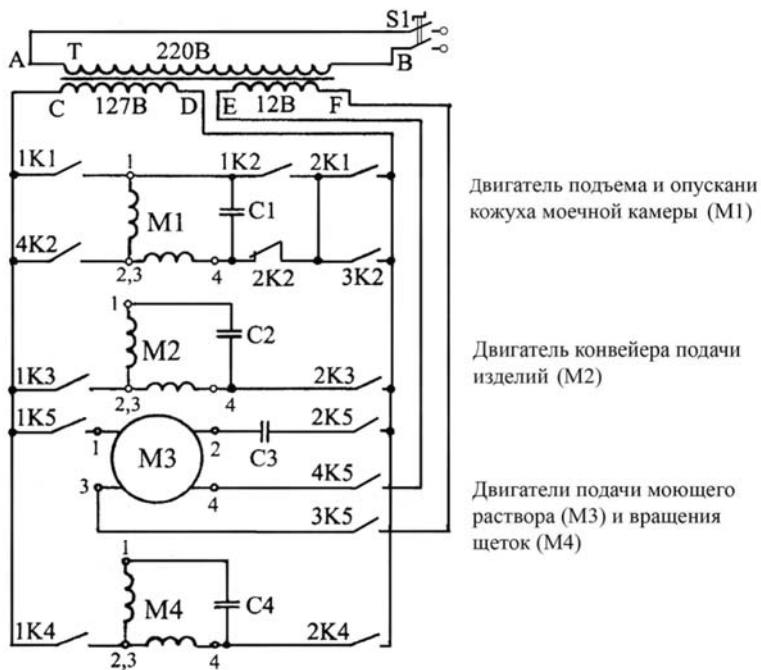 S1
A T 220В B
C 127В D E 12В F
1K1 1 1K2 2K1
M1 C1
4K2 2,3 4 2K2 3K2
Двигатель подъема и опускани
кожуха моечной камеры (М1)
1
M2 C2
1K3 2,3 4 2K3
Двигатель конвейера подачи
изделий (М2)
1K5 1 2 2K5
M3 C3
3 4 4K5
3K5
Двигатели подачи моющего
раствора (М3) и вращения
щеток (М4)
1
M4 C4
1K4 2,3 4 2K4